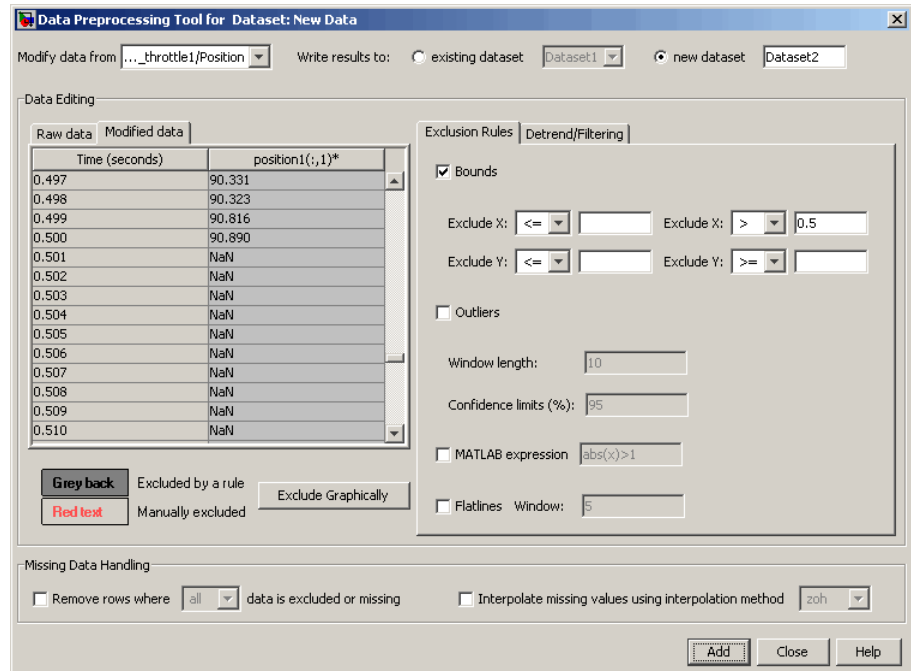 Data Preprocessing Tool for Dataset: New Data
Modify data from ..._throttle1/Position Write results to: existing dataset Dataset1 new dataset Dataset2
Data Editing
Raw data Modified data
Time (seconds) position1(:,1)*
0.497 90.331
0.498 90.323
0.499 90.816
0.500 90.890
0.501 NaN
0.502 NaN
0.503 NaN
0.504 NaN
0.505 NaN
0.506 NaN
0.507 NaN
0.508 NaN
0.509 NaN
0.510 NaN
Grey back Excluded by a rule
Red text Manually excluded
Exclude Graphically
Exclusion Rules Detrend/Filtering
Bounds
Exclude X: <= Exclude X: > 0.5
Exclude Y: <= Exclude Y: >=
Outliers
Window length: 10
Confidence limits (%): 95
MATLAB expression abs(x)>1
Flatlines Window: 5
Missing Data Handling
Remove rows where all data is excluded or missing Interpolate missing values using interpolation method zoh
Add Close Help